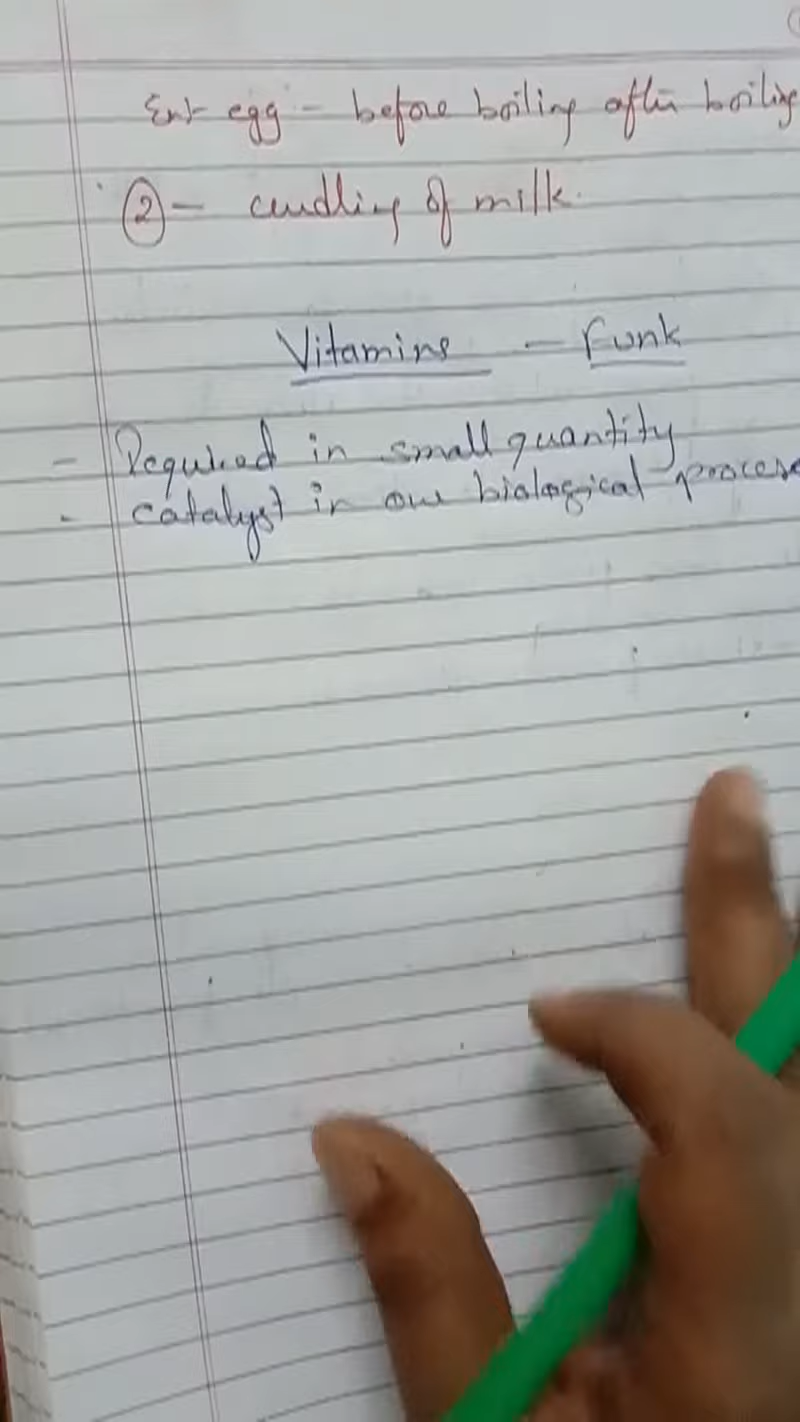 Ex:- egg - before boiling after boiling
② - curdling of milk.
Vitamins - Funk
- Required in small quantity
- catalyst in our biological process